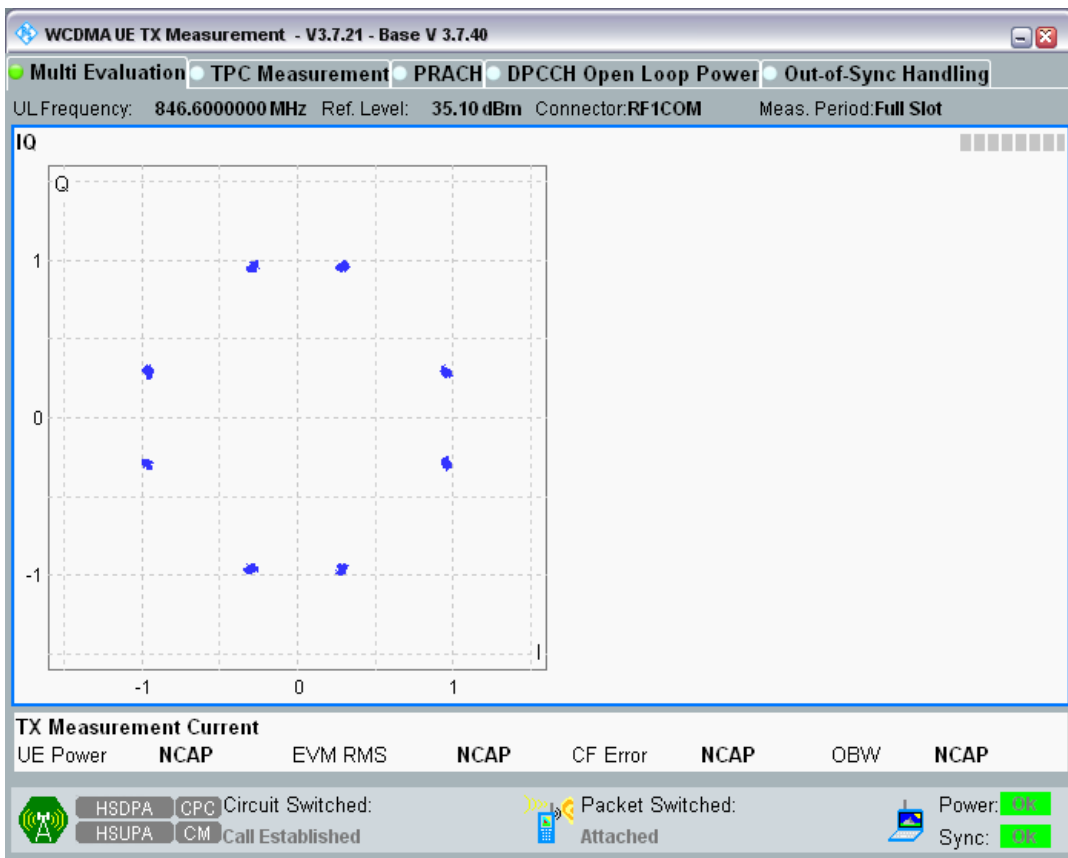 WCDMA UE TX Measurement - V3.7.21 - Base V 3.7.40
Multi Evaluation TPC Measurement PRACH DPCCH Open Loop Power Out-of-Sync Handling
UL Frequency: 846.6000000 MHz Ref. Level: 35.10 dBm Connector:RF1COM Meas. Period:Full Slot
IQ
Q
1
0
-1
I
-1 0 1
TX Measurement Current
UE Power NCAP EVM RMS NCAP CF Error NCAP OBW NCAP
HSDPA CPC Circuit Switched: Packet Switched: Power: Ok
HSUPA CM Call Established Attached Sync: Ok